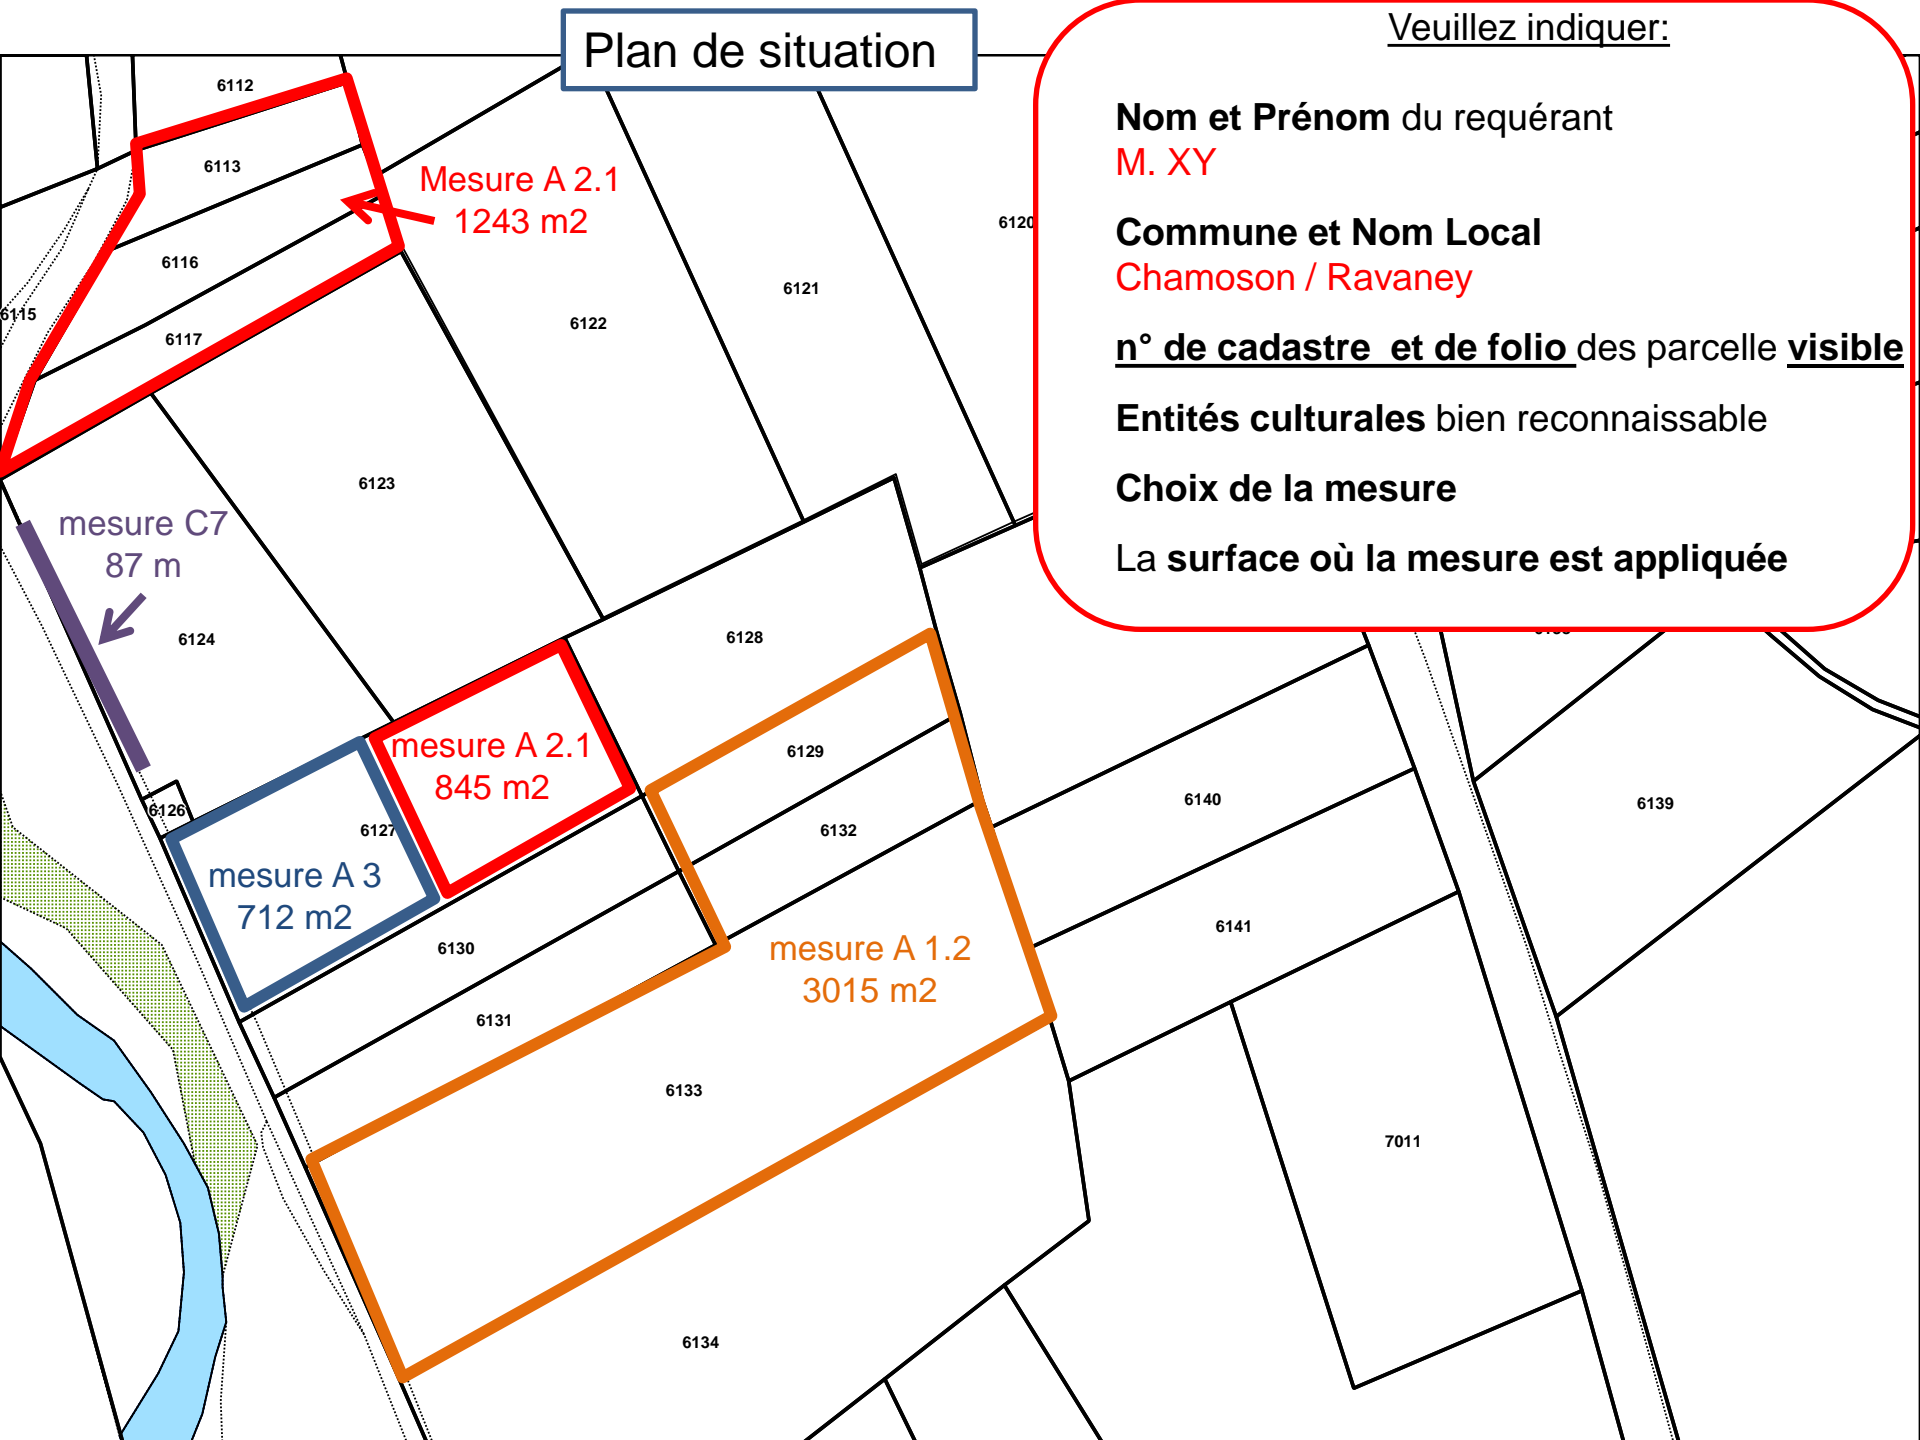 Plan de situation
Veuillez indiquer:
Nom et Prénom du requérant
M. XY
Commune et Nom Local
Chamoson / Ravaney
n° de cadastre et de folio des parcelle visible
Entités culturales bien reconnaissable
Choix de la mesure
La surface où la mesure est appliquée
6112
6113
Mesure A 2.1
1243 m2
6116
6115
6117
6120
6121
6122
6123
mesure C7
87 m
6124
6128
mesure A 2.1
845 m2
6129
6126
6127
6132
mesure A 3
712 m2
6130
6131
mesure A 1.2
3015 m2
6133
6134
6140
6139
6141
7011